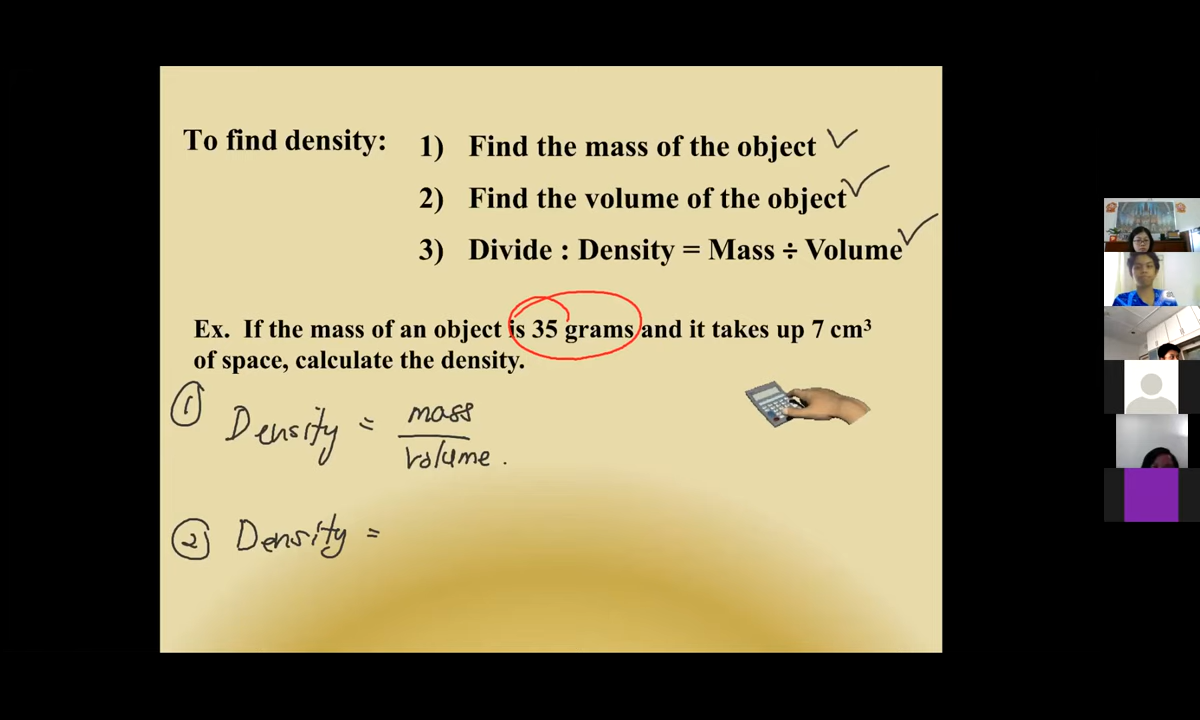 To find density:
1) Find the mass of the object
2) Find the volume of the object
3) Divide : Density = Mass ÷ Volume
Ex. If the mass of an object is 35 grams and it takes up 7 cm³
of space, calculate the density.
① Density = mass
volume.
② Density =